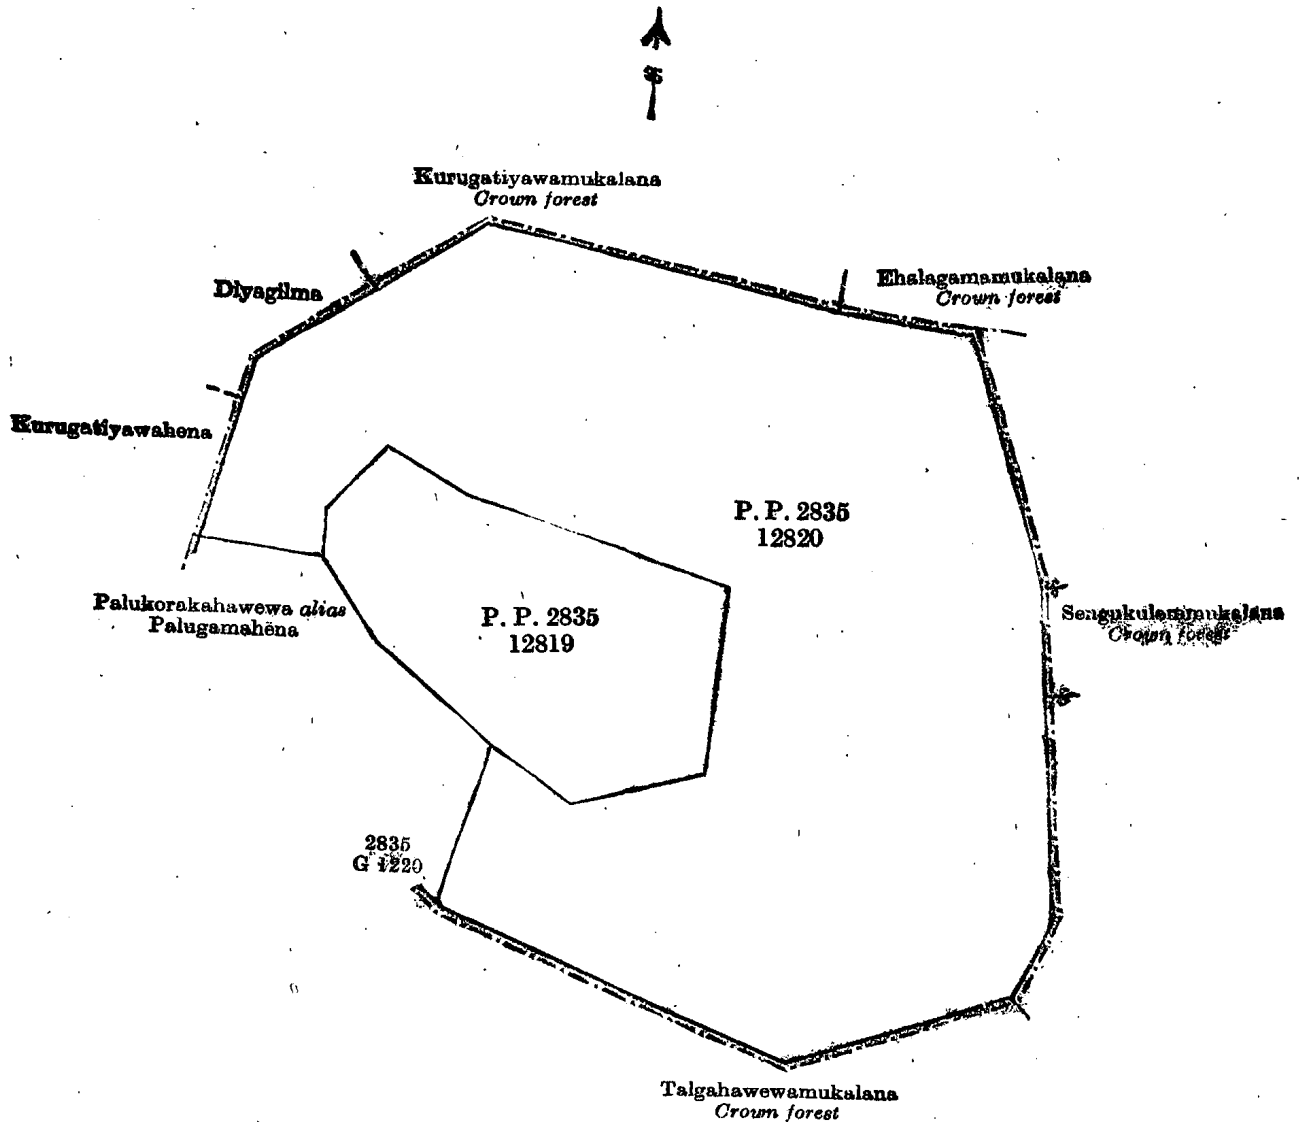 Kurugatiyawamukalana
Crown forest
Diyagilma
Ehalagamamukalana
Crown forest
Kurugatiyawahena
P. P. 2835
12820
Palukorakahawewa alias
Palugamahēna
P. P. 2835
12819
Crown forest
2835
G 1220
Talgahawewamukalana
Crown forest